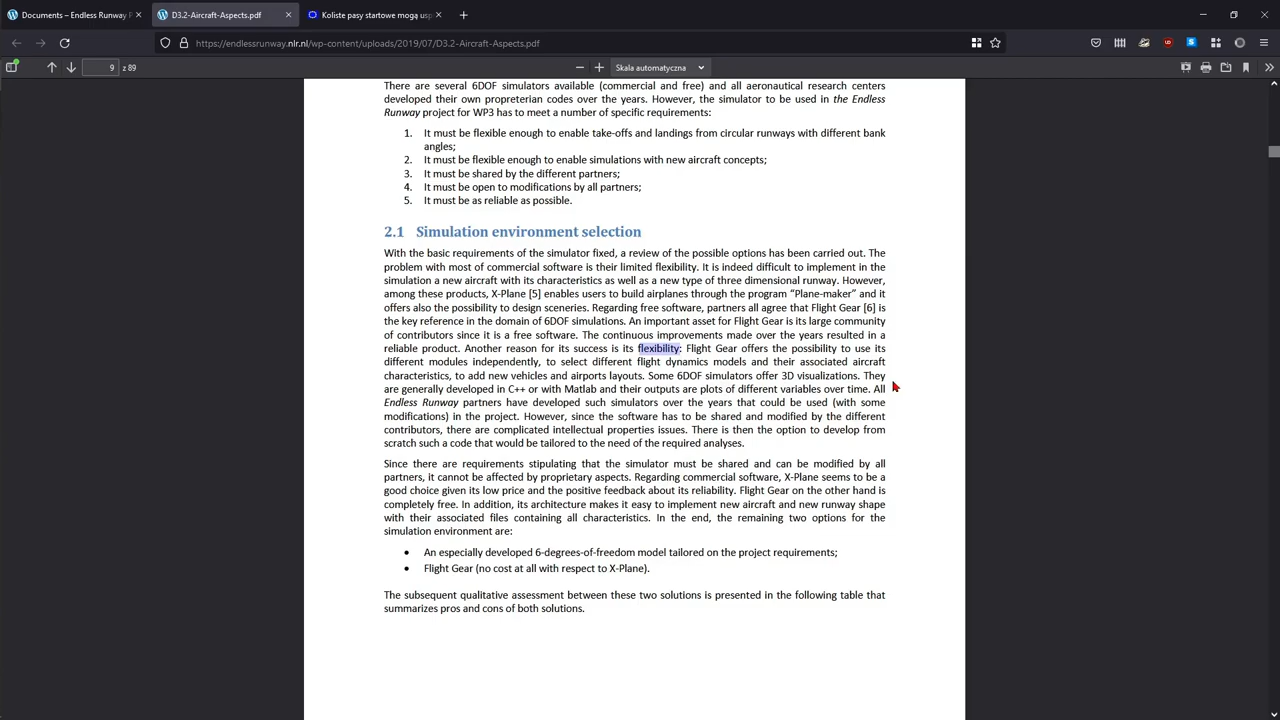 Documents – Endless Runway P
D3.2-Aircraft-Aspects.pdf
Koliste pasy startowe mogą usp
https://endlessrunway.nlr.nl/wp-content/uploads/2019/07/D3.2-Aircraft-Aspects.pdf
9 z 89
Skala automatyczna
There are several 6DOF simulators available (commercial and free) and all aeronautical research centers
developed their own propreterian codes over the years. However, the simulator to be used in the Endless
Runway project for WP3 has to meet a number of specific requirements:
1. It must be flexible enough to enable take-offs and landings from circular runways with different bank
angles;
2. It must be flexible enough to enable simulations with new aircraft concepts;
3. It must be shared by the different partners;
4. It must be open to modifications by all partners;
5. It must be as reliable as possible.
2.1 Simulation environment selection
With the basic requirements of the simulator fixed, a review of the possible options has been carried out. The
problem with most of commercial software is their limited flexibility. It is indeed difficult to implement in the
simulation a new aircraft with its characteristics as well as a new type of three dimensional runway. However,
among these products, X-Plane [5] enables users to build airplanes through the program “Plane-maker” and it
offers also the possibility to design sceneries. Regarding free software, partners all agree that Flight Gear [6] is
the key reference in the domain of 6DOF simulations. An important asset for Flight Gear is its large community
of contributors since it is a free software. The continuous improvements made over the years resulted in a
reliable product. Another reason for its success is its flexibility: Flight Gear offers the possibility to use its
different modules independently, to select different flight dynamics models and their associated aircraft
characteristics, to add new vehicles and airports layouts. Some 6DOF simulators offer 3D visualizations. They
are generally developed in C++ or with Matlab and their outputs are plots of different variables over time. All
Endless Runway partners have developed such simulators over the years that could be used (with some
modifications) in the project. However, since the software has to be shared and modified by the different
contributors, there are complicated intellectual properties issues. There is then the option to develop from
scratch such a code that would be tailored to the need of the required analyses.
Since there are requirements stipulating that the simulator must be shared and can be modified by all
partners, it cannot be affected by proprietary aspects. Regarding commercial software, X-Plane seems to be a
good choice given its low price and the positive feedback about its reliability. Flight Gear on the other hand is
completely free. In addition, its architecture makes it easy to implement new aircraft and new runway shape
with their associated files containing all characteristics. In the end, the remaining two options for the
simulation environment are:
• An especially developed 6-degrees-of-freedom model tailored on the project requirements;
• Flight Gear (no cost at all with respect to X-Plane).
The subsequent qualitative assessment between these two solutions is presented in the following table that
summarizes pros and cons of both solutions.